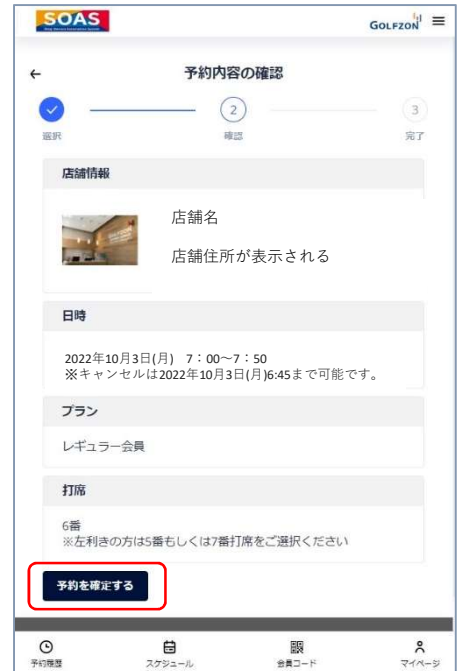 SOAS
GOLFZON
予約内容の確認
2
3
選択
確認
完了
店舗情報
店舗名
店舗住所が表示される
日時
2022年10月3日(月) 7：00～7：50
※キャンセルは2022年10月3日(月)6:45まで可能です。
プラン
レギュラー会員
打席
6番
※左利きの方は5番もしくは7番打席をご選択ください
予約を確定する
予約履歴
スケジュール
会員コード
マイページ